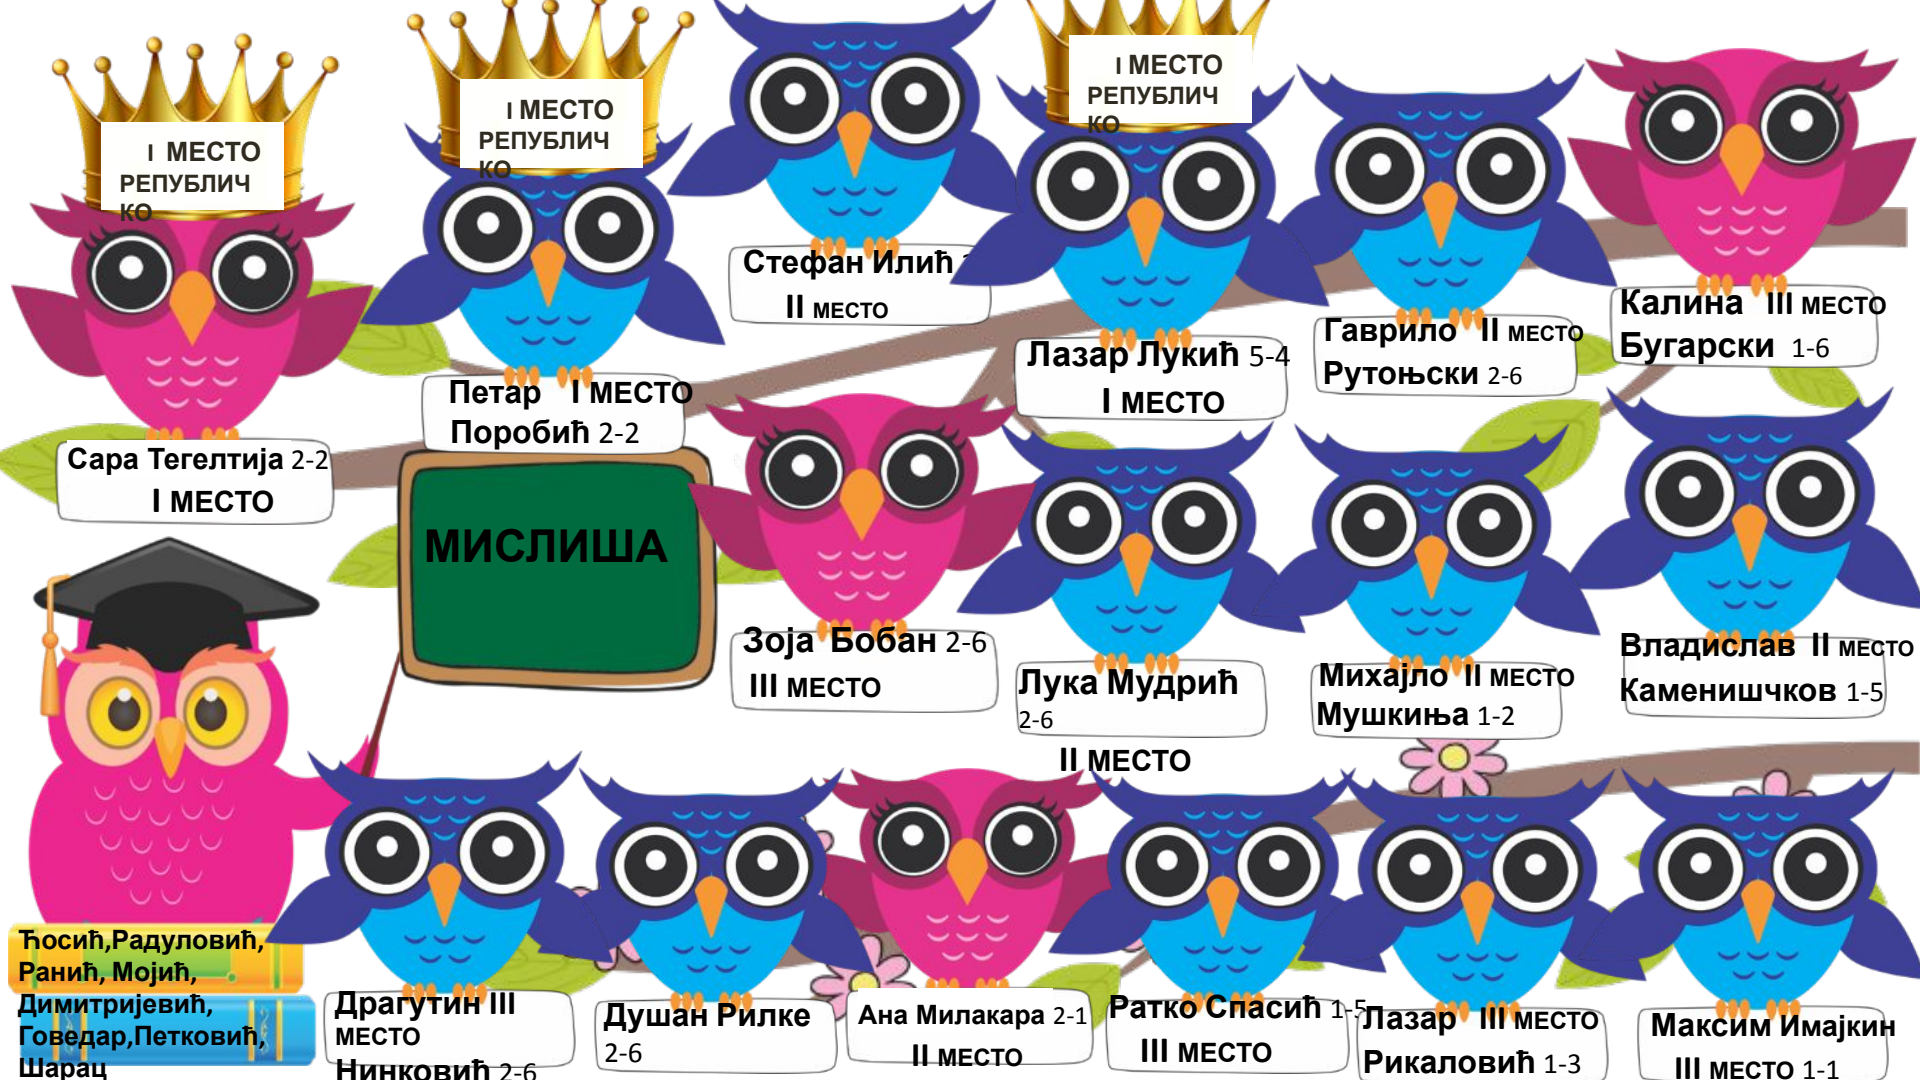 I МЕСТО
РЕПУБЛИЧ
КО
Сара Тегелтија 2-2
I МЕСТО
I МЕСТО
РЕПУБЛИЧ
КО
Петар I МЕСТО
Поробић 2-2
Стефан Илић
II МЕСТО
I МЕСТО
РЕПУБЛИЧ
КО
Лазар Лукић 5-4
I МЕСТО
Гаврило II МЕСТО
Рутоњски 2-6
Калина III МЕСТО
Бугарски 1-6
МИСЛИША
Зоја Бобан 2-6
III МЕСТО
Лука Мудрић
2-6
II МЕСТО
Михајло II МЕСТО
Мушкиња 1-2
Владислав II МЕСТО
Каменишчков 1-5
Ћосић,Радуловић,
Ранић, Мојић,
Димитријевић,
Говедар,Петковић,
Шарац
Драгутин III
МЕСТО
Нинковић 2-6
Душан Рилке
2-6
Ана Милакара 2-1
II МЕСТО
Ратко Спасић 1-5
III МЕСТО
Лазар III МЕСТО
Рикаловић 1-3
Максим Имајкин
III МЕСТО 1-1